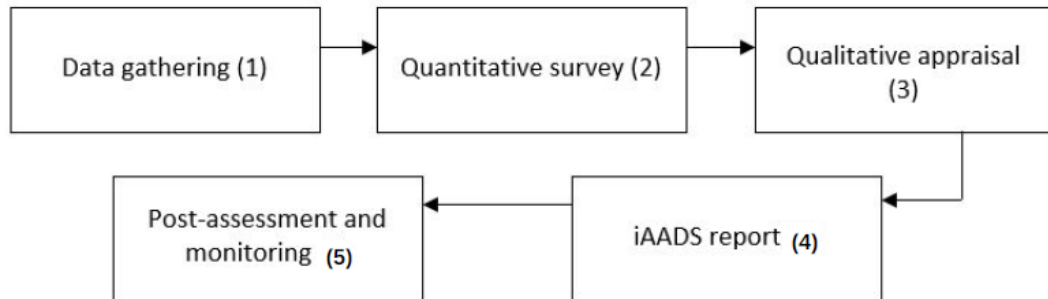 Data gathering (1)
Quantitative survey (2)
Qualitative appraisal
(3)
iAADS report (4)
Post-assessment and
monitoring (5)